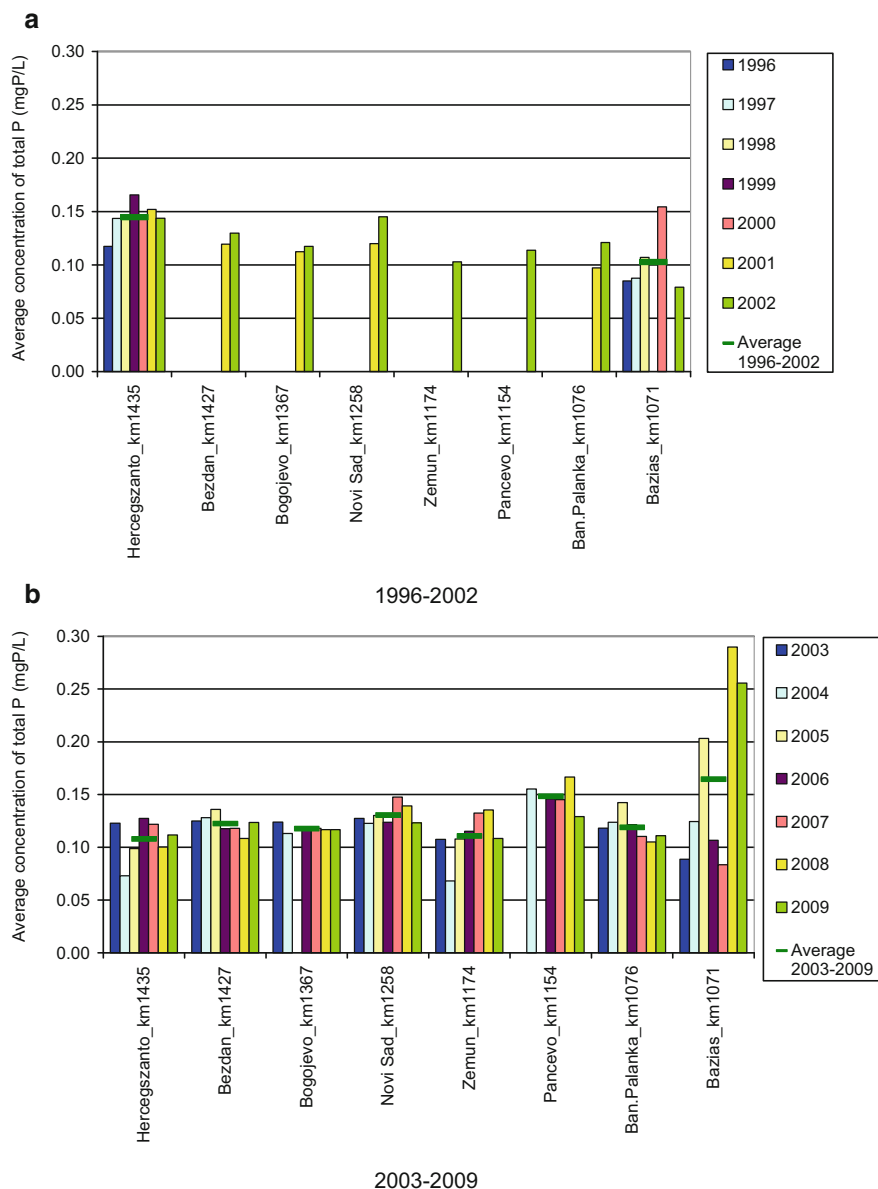 a
Average concentration of total P (mgP/L)
0.30
0.25
0.20
0.15
0.10
0.05
0.00
Hercegszanto_km1435
Bezdan_km1427
Bogojevo_km1367
Novi Sad_km1258
Zemun_km1174
Pancevo_km1154
Ban.Palanka_km1076
Bazias_km1071
1996-2002
1996
1997
1998
1999
2000
2001
2002
Average
1996-2002
b
Average concentration of total P (mgP/L)
0.30
0.25
0.20
0.15
0.10
0.05
0.00
Hercegszanto_km1435
Bezdan_km1427
Bogojevo_km1367
Novi Sad_km1258
Zemun_km1174
Pancevo_km1154
Ban.Palanka_km1076
Bazias_km1071
2003-2009
2003
2004
2005
2006
2007
2008
2009
Average
2003-2009